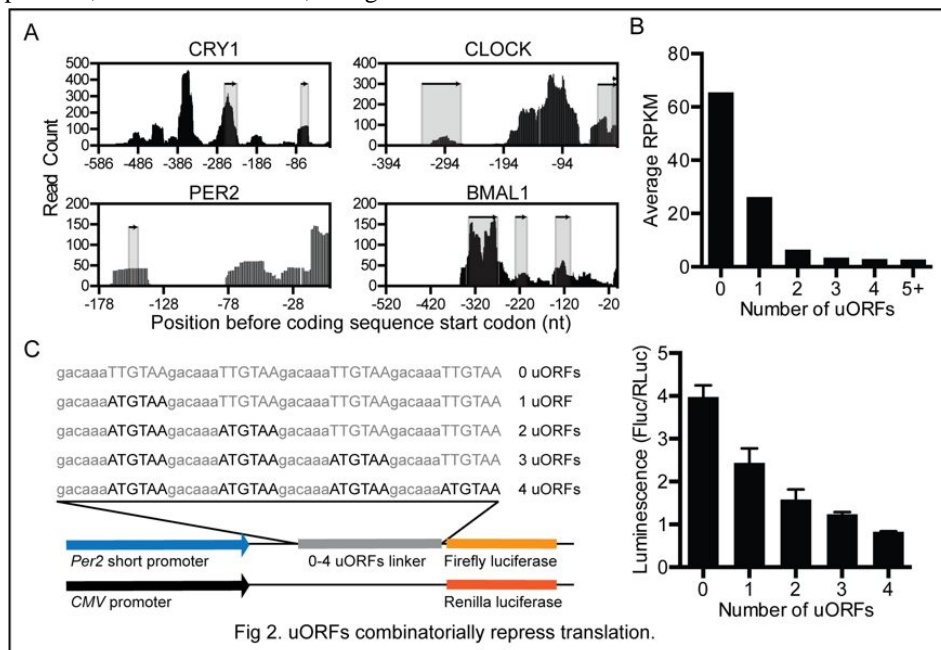 A
CRY1
CLOCK
500
400
300
200
100
0
-586
-486
-386
-286
-186
-86
500
400
300
200
100
0
-394
-294
-194
-94
PER2
BMAL1
200
150
100
50
0
-178
-128
-78
-28
200
150
100
50
0
-520
-420
-320
-220
-120
-20
Read Count
Position before coding sequence start codon (nt)
B
Average RPKM
80
60
40
20
0
0 1 2 3 4 5+
Number of uORFs
C
gacaaaTTGTAAgacaaaTTGTAAgacaaaTTGTAAgacaaaTTGTAA 0 uORFs
gacaaaATGTAAgacaaaTTGTAAgacaaaTTGTAAgacaaaTTGTAA 1 uORF
gacaaaATGTAAgacaaaATGTAAgacaaaTTGTAAgacaaaTTGTAA 2 uORFs
gacaaaATGTAAgacaaaATGTAAgacaaaATGTAAgacaaaTTGTAA 3 uORFs
gacaaaATGTAAgacaaaATGTAAgacaaaATGTAAgacaaaATGTAA 4 uORFs
Per2 short promoter
0-4 uORFs linker
Firefly luciferase
CMV promoter
Renilla luciferase
Luminescence (Fluc/RLuc)
5
4
3
2
1
0
0 1 2 3 4
Number of uORFs
Fig 2. uORFs combinatorially repress translation.